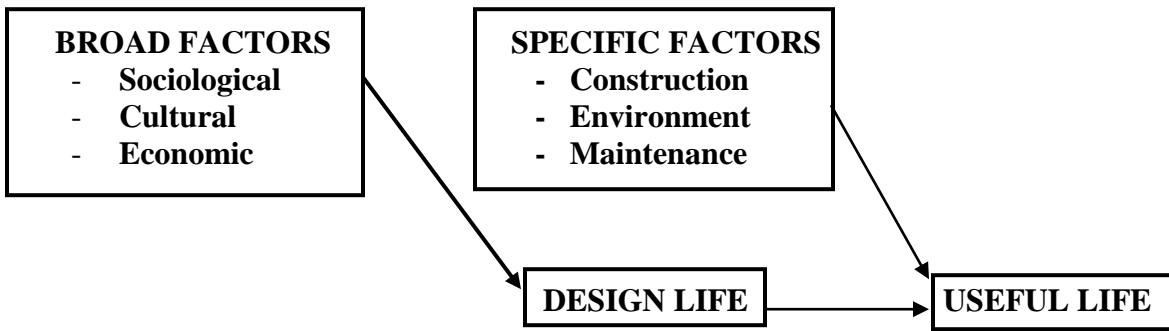 BROAD FACTORS
- Sociological
- Cultural
- Economic
SPECIFIC FACTORS
- Construction
- Environment
- Maintenance
DESIGN LIFE
USEFUL LIFE